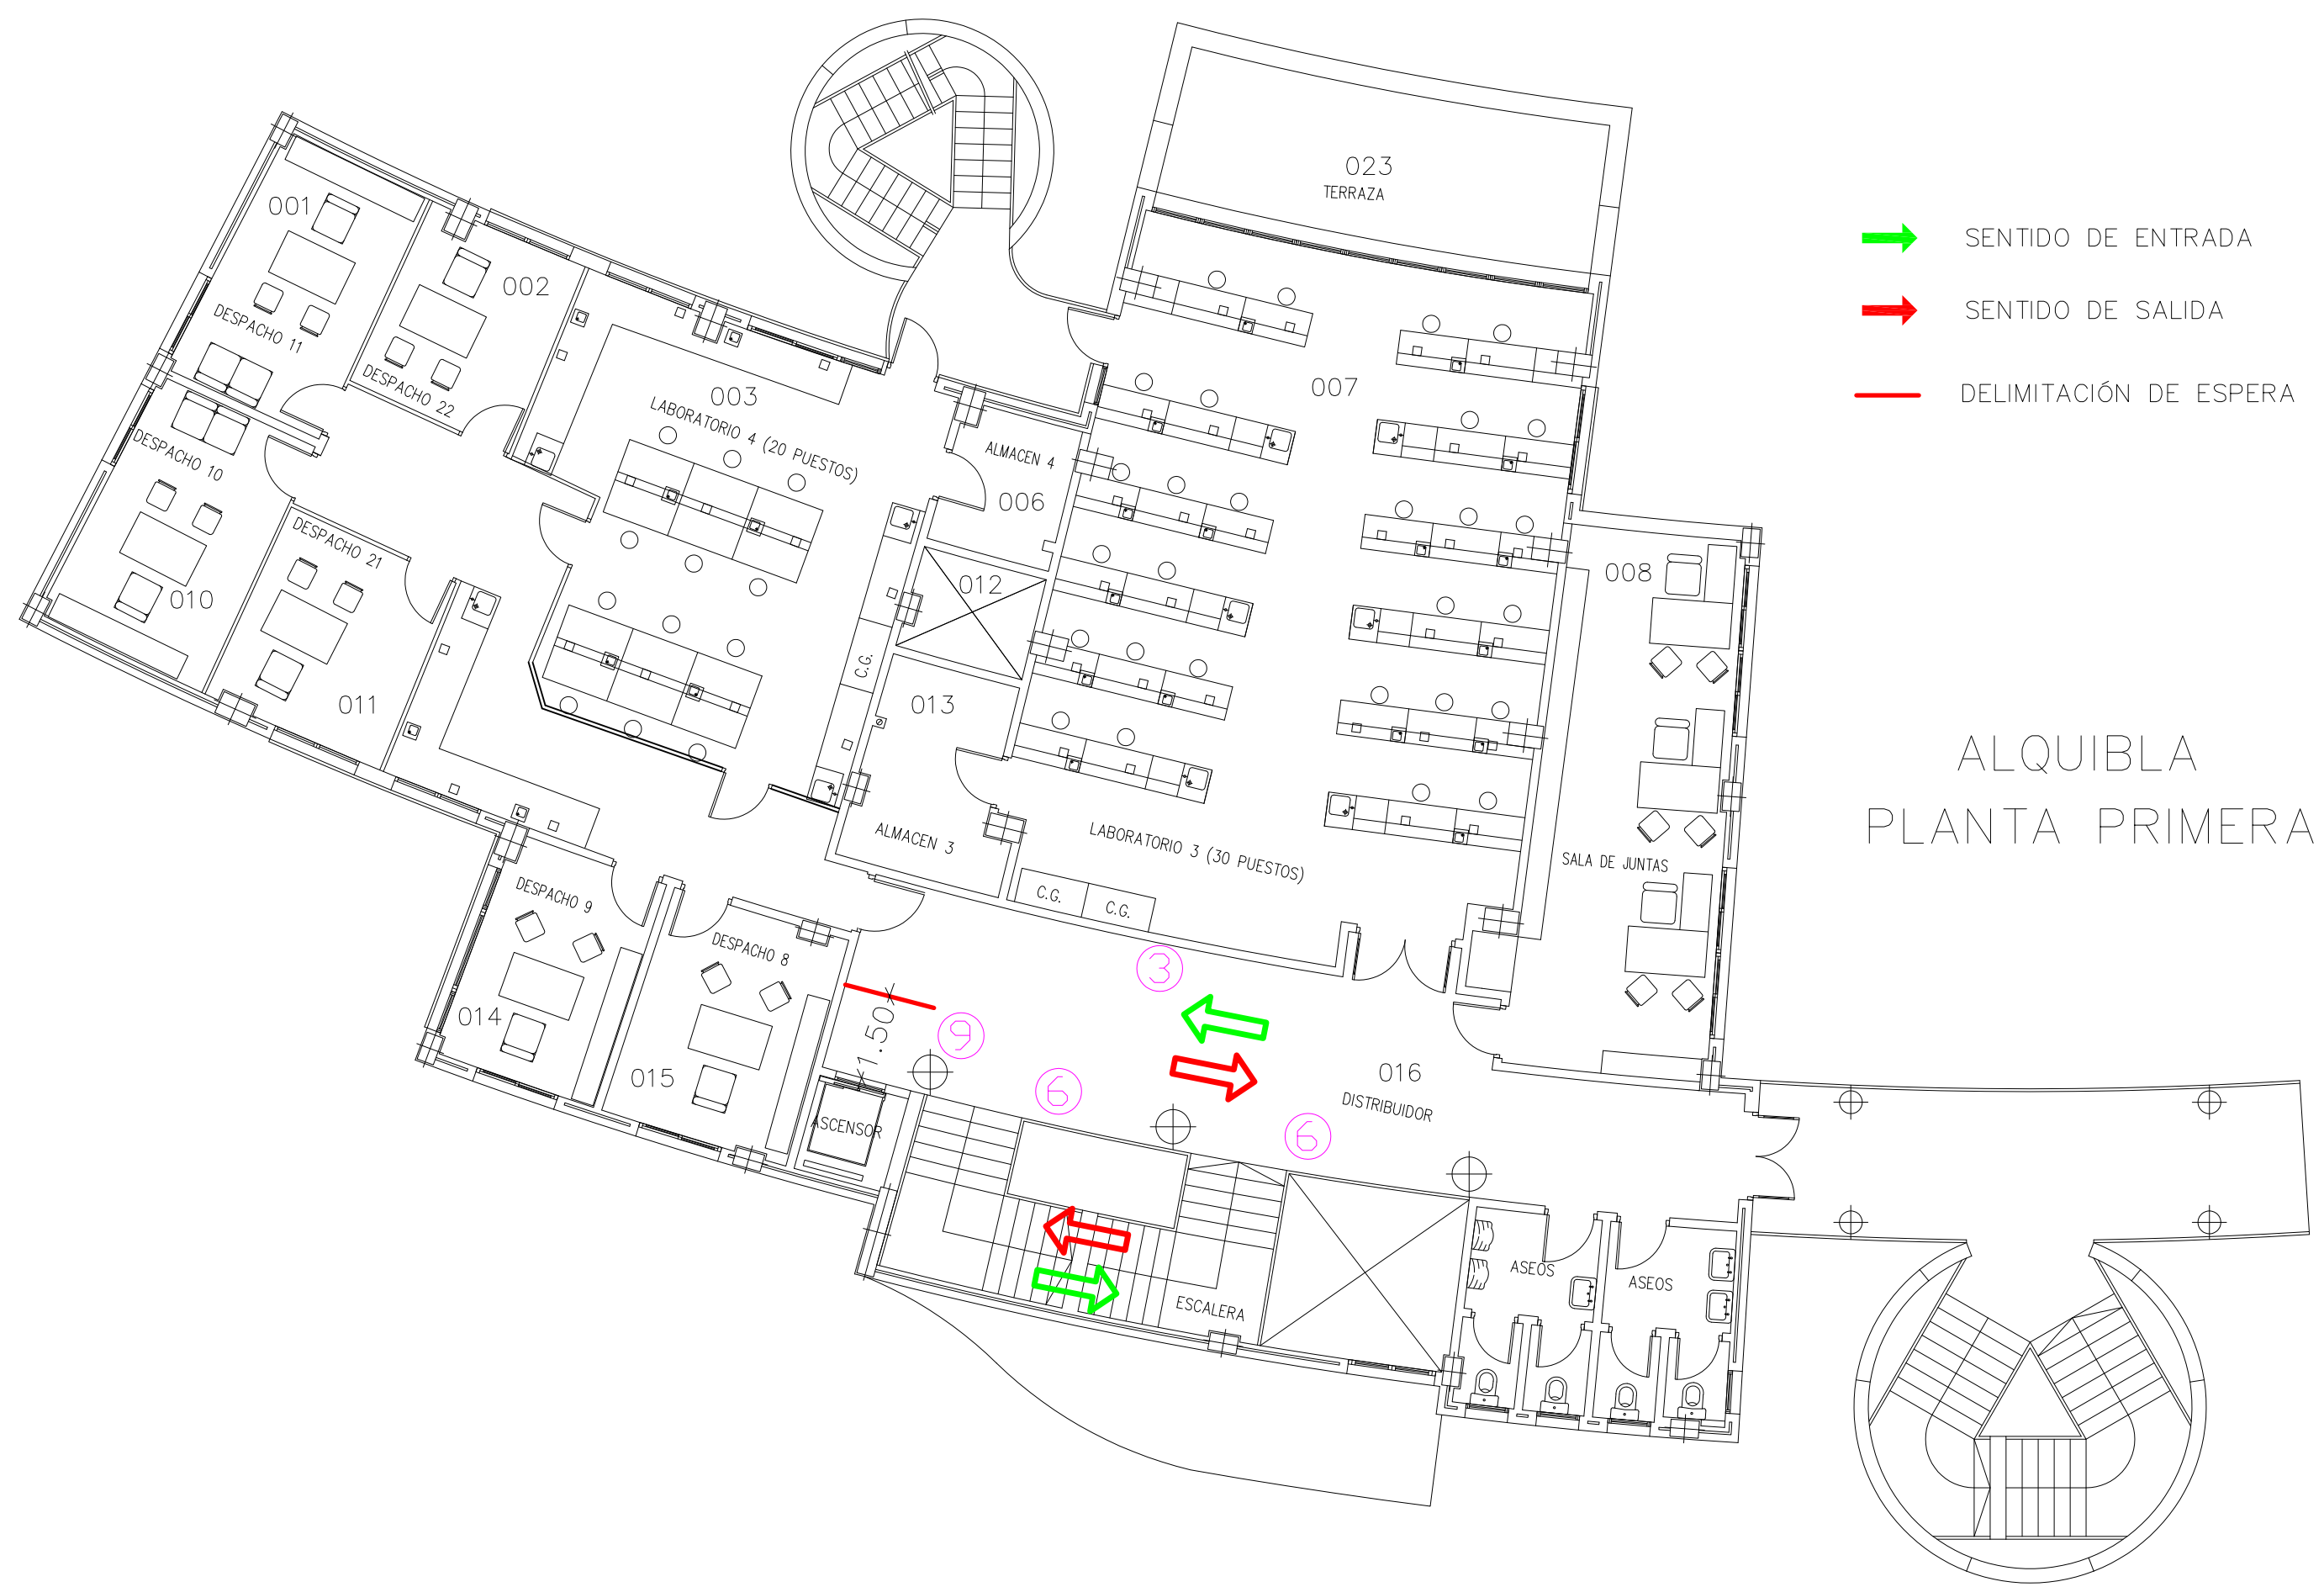 023
TERRAZA
SENTIDO DE ENTRADA
SENTIDO DE SALIDA
DELIMITACIÓN DE ESPERA
001
DESPACHO 11
002
DESPACHO 22
003
LABORATORIO 4 (20 PUESTOS)
007
ALMACEN 4
006
DESPACHO 10
010
DESPACHO 21
011
012
008
C.G.
013
ALMACEN 3
LABORATORIO 3 (30 PUESTOS)
C.G.
C.G.
SALA DE JUNTAS
ALQUIBLA
PLANTA PRIMERA
DESPACHO 9
014
DESPACHO 8
015
3
9
1.50
6
6
016
DISTRIBUIDOR
ASCENSOR
ESCALERA
ASEOS
ASEOS